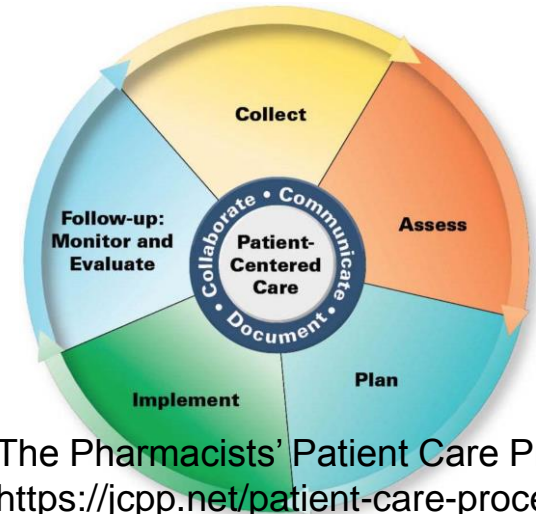 Collect
Assess
Plan
Implement
Follow-up:
Monitor and
Evaluate
Collaborate • Communicate
• Document •
Patient-
Centered
Care
The Pharmacists’ Patient Care P
https://jcpp.net/patient-care-proce